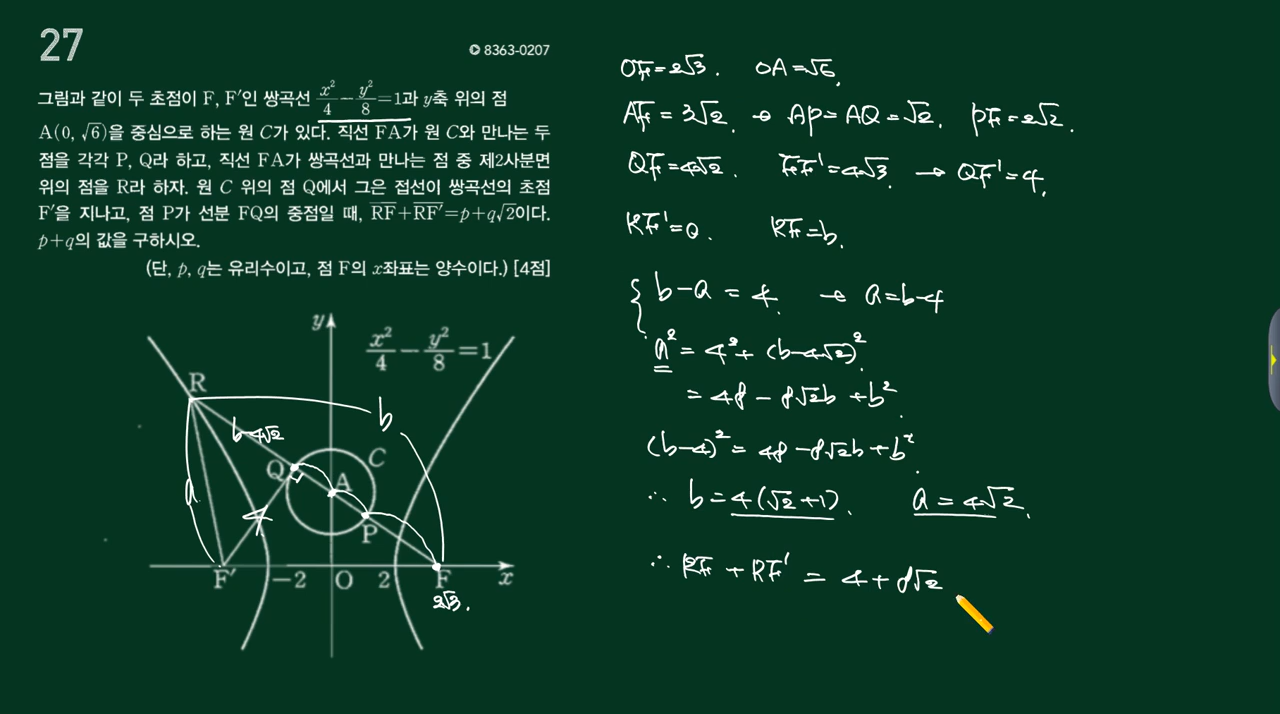 27
© 8363-0207
그림과 같이 두 초점이 F, F'인 쌍곡선 x²/4 − y²/8 =1과 y축 위의 점
A(0, √6)을 중심으로 하는 원 C가 있다. 직선 FA가 원 C와 만나는 두
점을 각각 P, Q라 하고, 직선 FA가 쌍곡선과 만나는 점 중 제2사분면
위의 점을 R라 하자. 원 C 위의 점 Q에서 그은 접선이 쌍곡선의 초점
F'을 지나고, 점 P가 선분 FQ의 중점일 때, RF+RF'=p+q√2이다.
p+q의 값을 구하시오.
(단, p, q는 유리수이고, 점 F의 x좌표는 양수이다.) [4점]
y
x²/4 − y²/8 =1
R
b
b-4√2
Q
C
A
a
4
P
F'
−2
O
2
F
x
2√3.
OF=2√3. OA=√6.
AF=3√2. → AP=AQ=√2. PF=2√2.
QF=4√2. FF'=4√3. → QF'=4.
RF'=a. RF=b.
{ b-a=4. → a=b-4
a²=4²+(b-4√2)².
=48-8√2b+b².
(b-4)²=48-8√2b+b².
∴ b=4(√2+1). a=4√2.
∴ RF+RF'=4+8√2